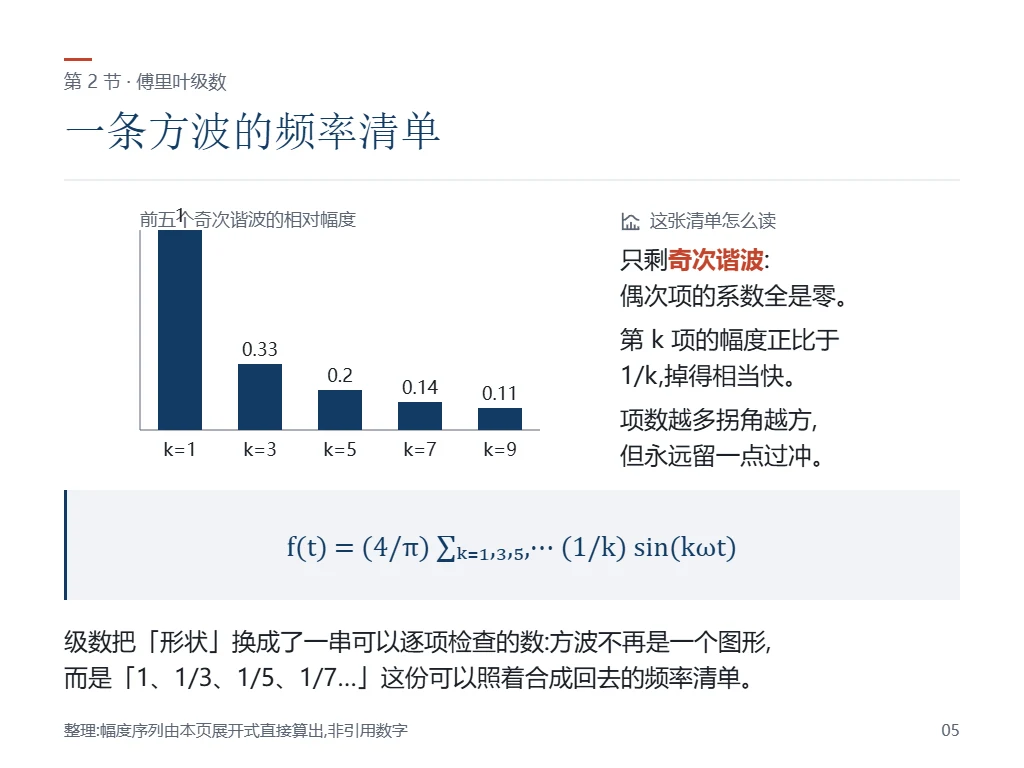 第 2 节 · 傅里叶级数
一条方波的频率清单
前五个奇次谐波的相对幅度
1
0.33
0.2
0.14
0.11
k=1
k=3
k=5
k=7
k=9
这张清单怎么读
只剩奇次谐波:
偶次项的系数全是零。
第 k 项的幅度正比于
1/k,掉得相当快。
项数越多拐角越方,
但永远留一点过冲。
f(t) = (4/π) ∑ₖ₌₁,₃,₅,… (1/k) sin(kωt)
级数把「形状」换成了一串可以逐项检查的数:方波不再是一个图形,
而是「1、1/3、1/5、1/7…」这份可以照着合成回去的频率清单。
整理:幅度序列由本页展开式直接算出,非引用数字
05